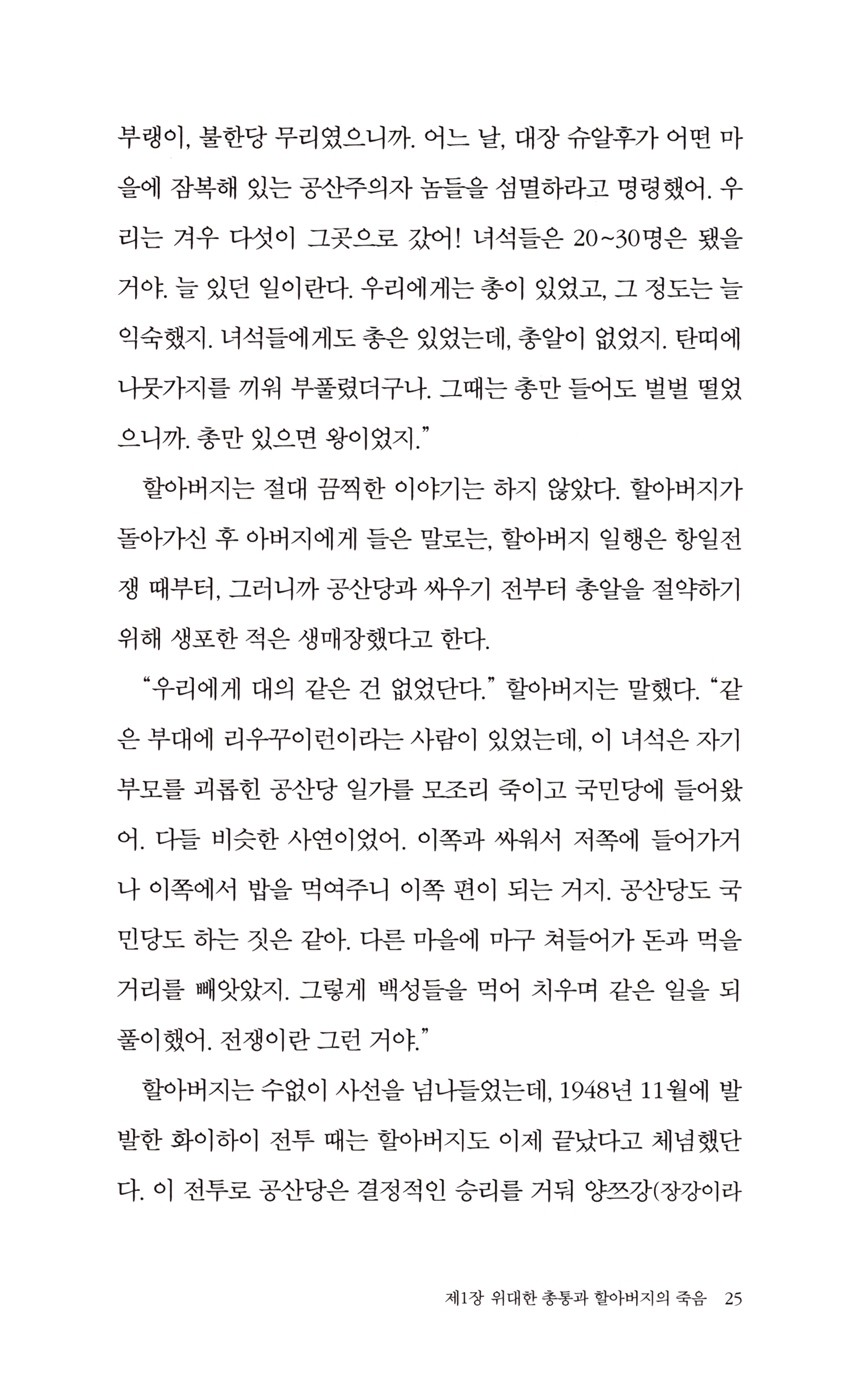 부랭이, 불한당 무리였으니까. 어느 날, 대장 슈알후가 어떤 마
을에 잠복해 있는 공산주의자 놈들을 섬멸하라고 명령했어. 우
리는 겨우 다섯이 그곳으로 갔어! 녀석들은 20~30명은 됐을
거야. 늘 있던 일이란다. 우리에게는 총이 있었고, 그 정도는 늘
익숙했지. 녀석들에게도 총은 있었는데, 총알이 없었지. 탄띠에
나뭇가지를 끼워 부풀렸더구나. 그때는 총만 들어도 벌벌 떨었
으니까. 총만 있으면 왕이었지.”
할아버지는 절대 끔찍한 이야기는 하지 않았다. 할아버지가
돌아가신 후 아버지에게 들은 말로는, 할아버지 일행은 항일전
쟁 때부터, 그러니까 공산당과 싸우기 전부터 총알을 절약하기
위해 생포한 적은 생매장했다고 한다.
“우리에게 대의 같은 건 없었단다.” 할아버지는 말했다. “같
은 부대에 리우꾸이런이라는 사람이 있었는데, 이 녀석은 자기
부모를 괴롭힌 공산당 일가를 모조리 죽이고 국민당에 들어왔
어. 다들 비슷한 사연이었어. 이쪽과 싸워서 저쪽에 들어가거
나 이쪽에서 밥을 먹여주니 이쪽 편이 되는 거지. 공산당도 국
민당도 하는 짓은 같아. 다른 마을에 마구 쳐들어가 돈과 먹을
거리를 빼앗았지. 그렇게 백성들을 먹어 치우며 같은 일을 되
풀이했어. 전쟁이란 그런 거야.”
할아버지는 수없이 사선을 넘나들었는데, 1948년 11월에 발
발한 화이하이 전투 때는 할아버지도 이제 끝났다고 체념했단
다. 이 전투로 공산당은 결정적인 승리를 거둬 양쯔강(장강이라
제1장 위대한 총통과 할아버지의 죽음 25